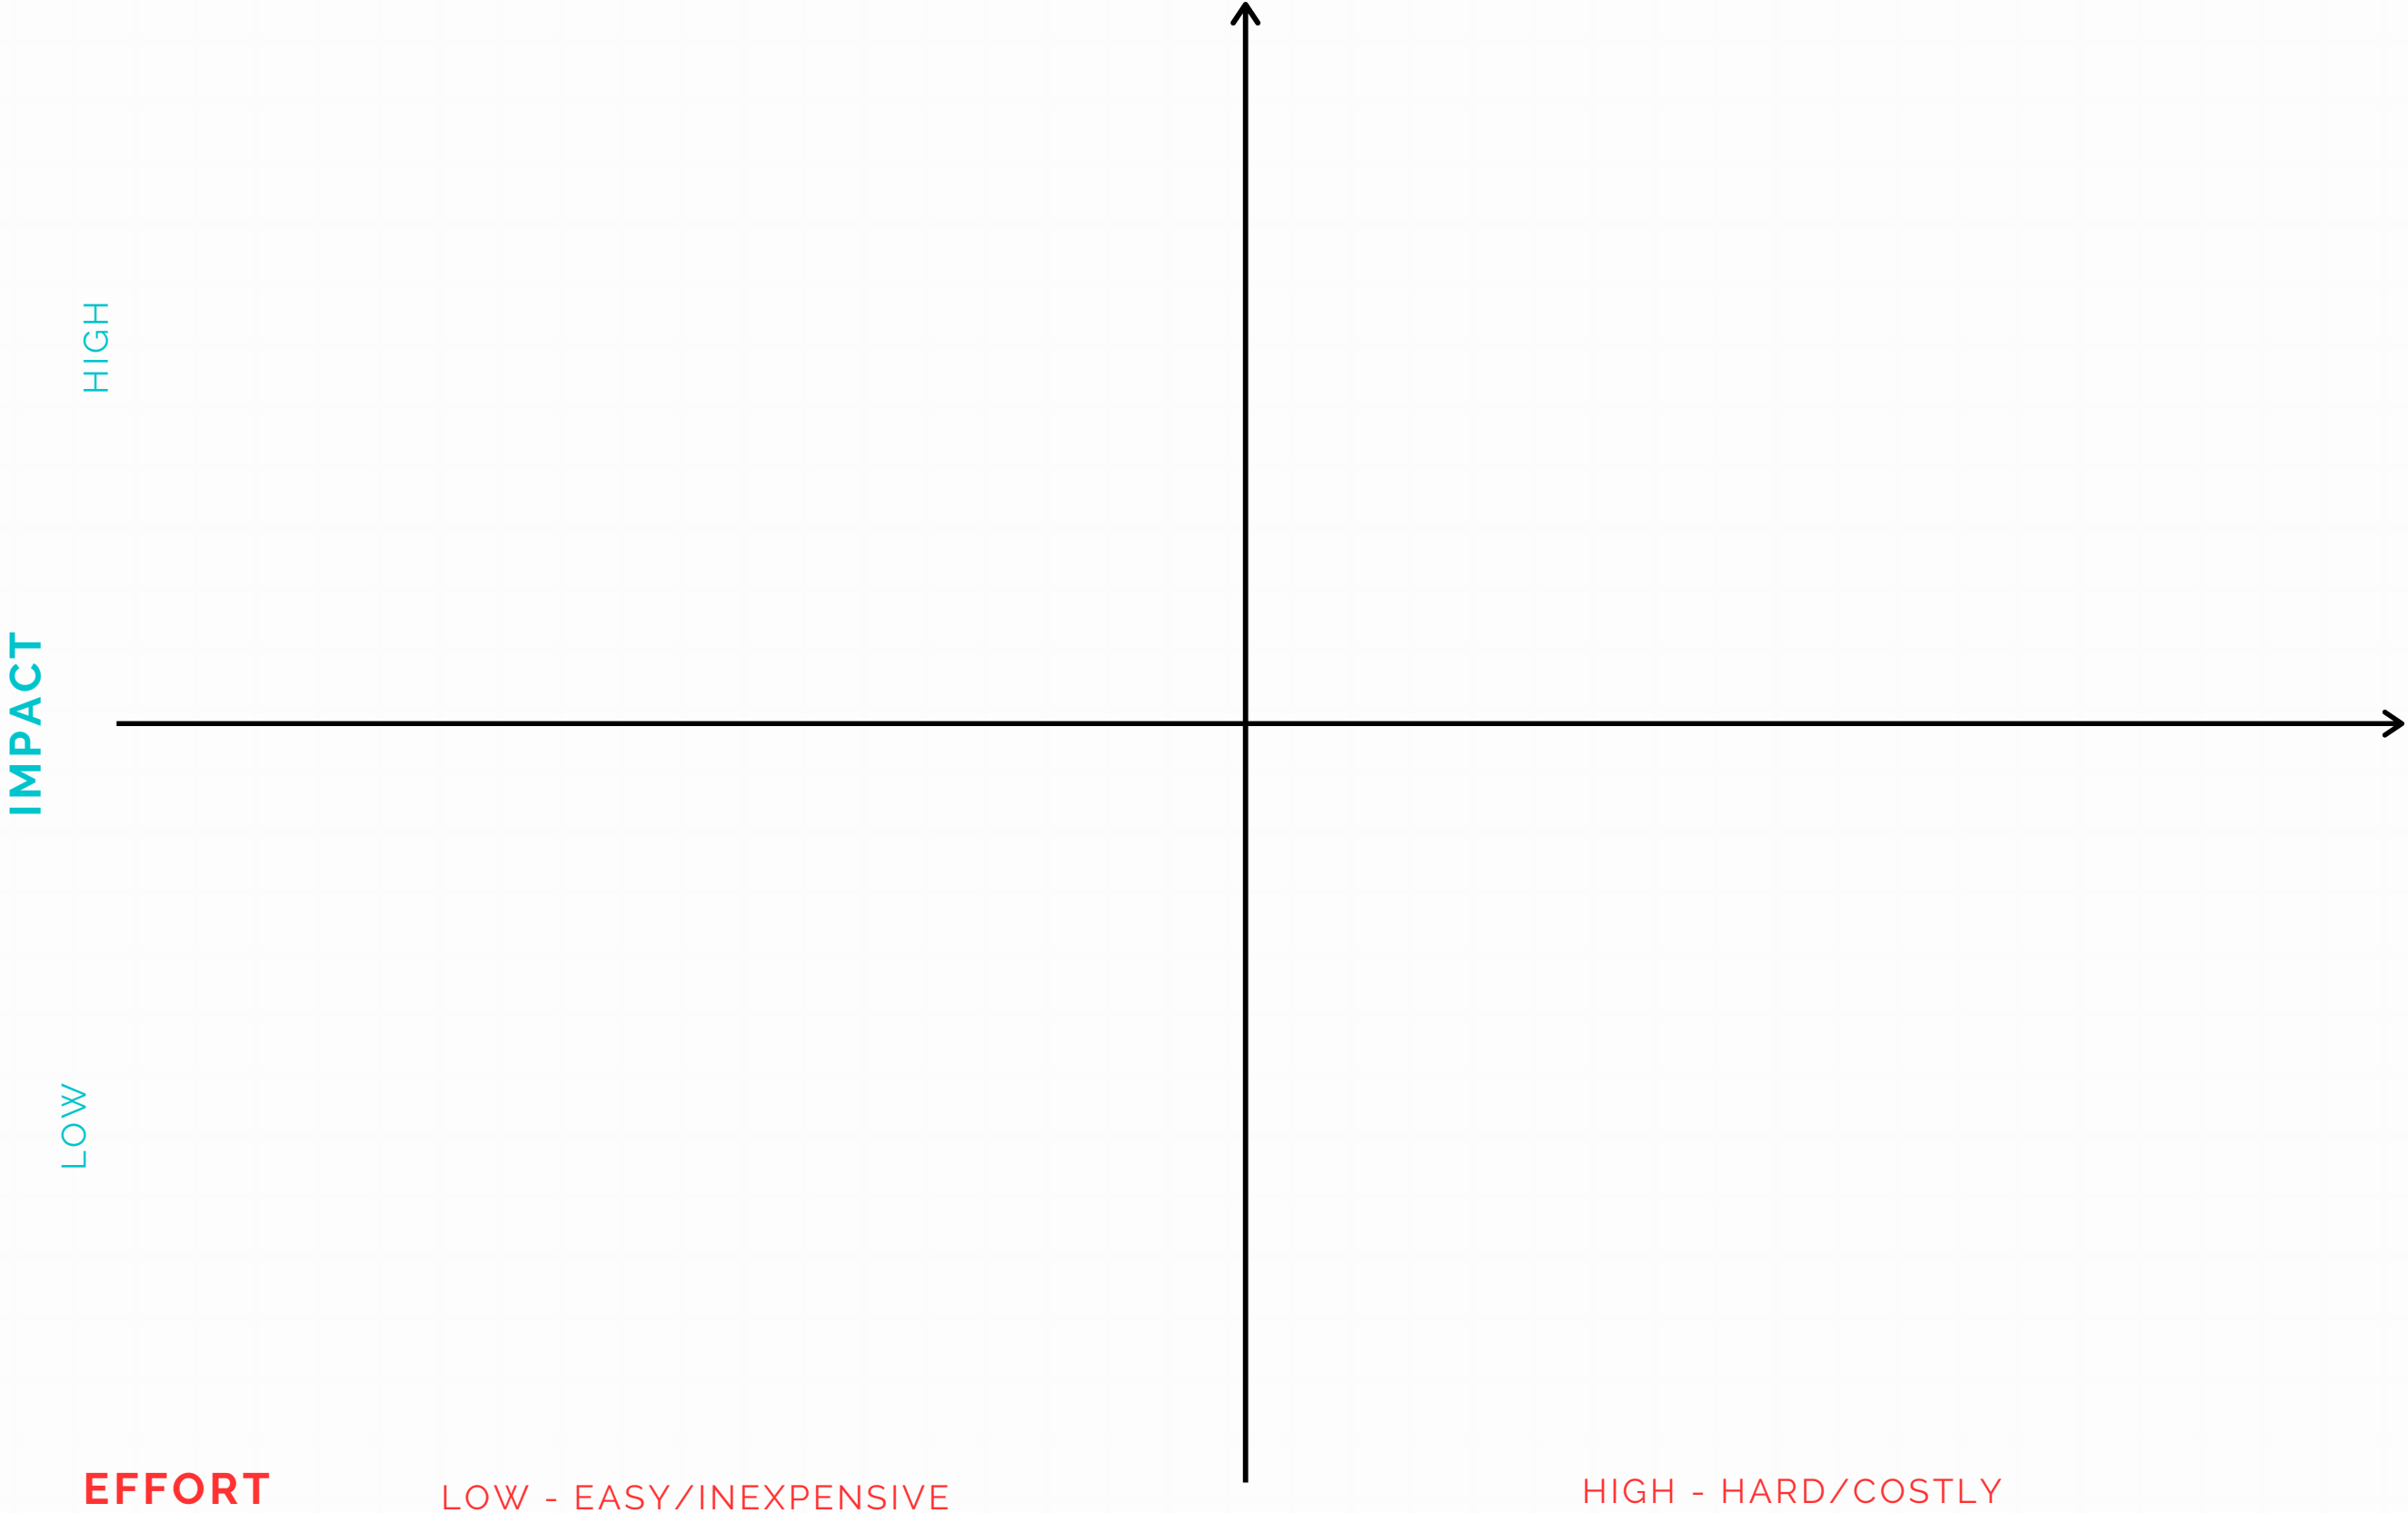 HIGH
IMPACT
LOW
EFFORT
LOW - EASY/INEXPENSIVE
HIGH - HARD/COSTLY